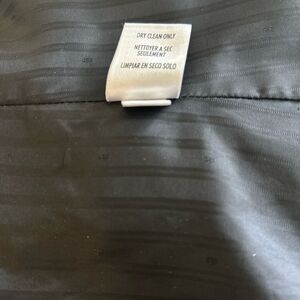 DRY CLEAN ONLY
NETTOYER A SEC
SEULEMENT
LIMPIAR EN SECO SOLO